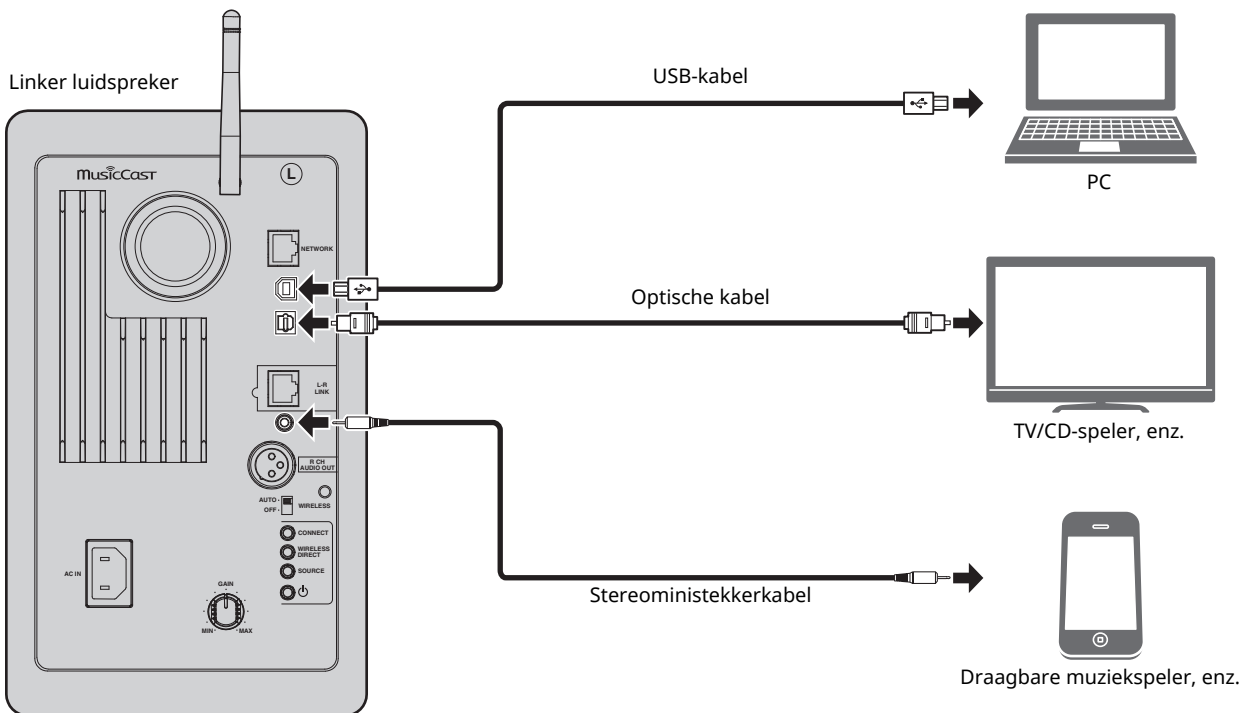 Linker luidspreker
MusicCast
L
NETWORK
L-R
LINK
R CH
AUDIO OUT
AUTO
OFF
WIRELESS
CONNECT
WIRELESS
DIRECT
SOURCE
AC IN
GAIN
MIN
MAX
USB-kabel
PC
Optische kabel
TV/CD-speler, enz.
Stereoministekkerkabel
Draagbare muziekspeler, enz.